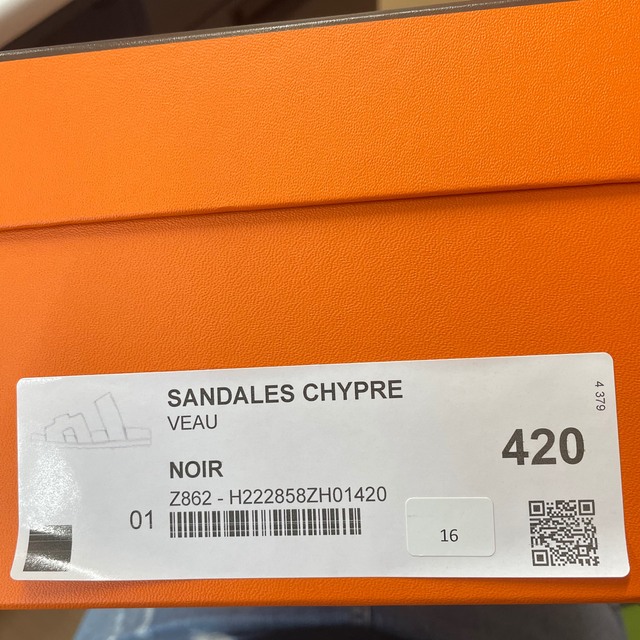 SANDALES CHYPRE
VEAU
NOIR
Z862 - H222858ZH01420
01
420
4 379
16